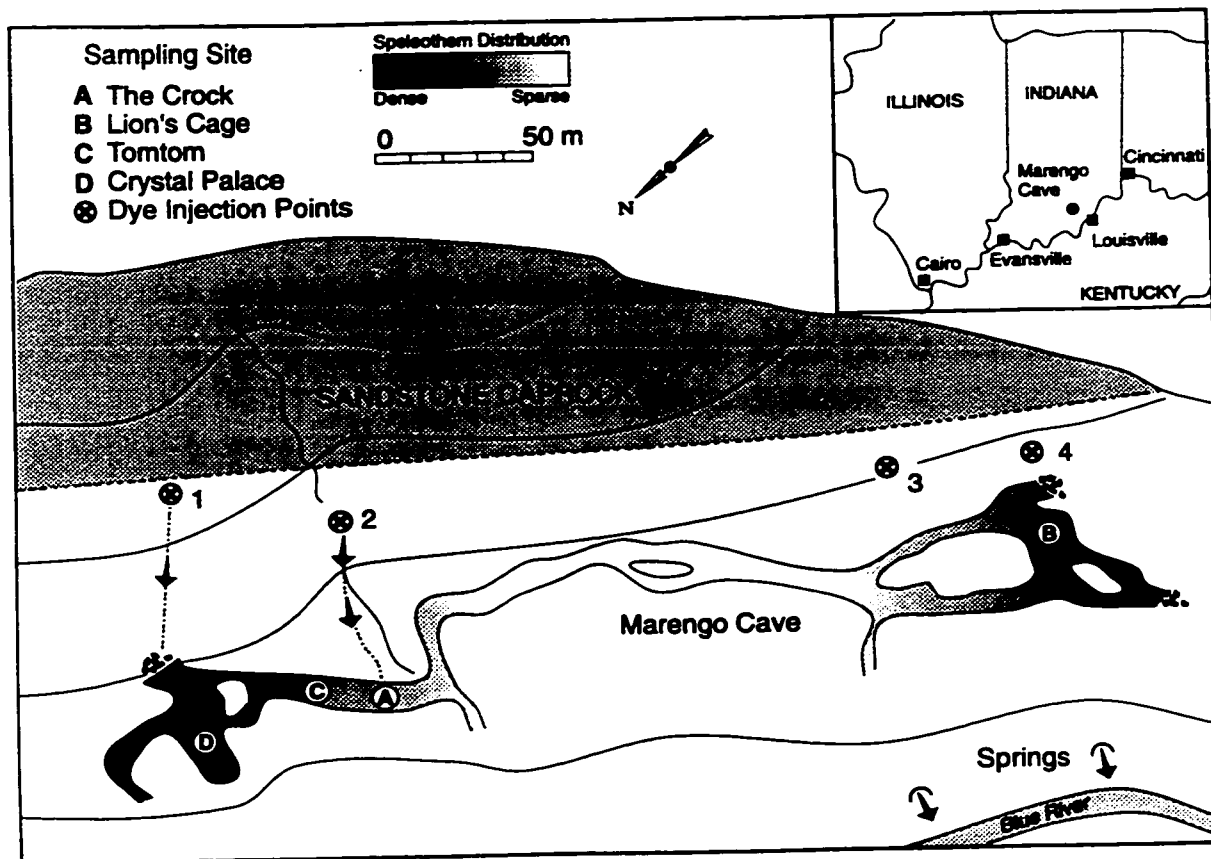 Sampling Site
A The Crock
B Lion's Cage
C Tomtom
D Crystal Palace
Dye Injection Points
Speleothem Distribution
Dense Sparse
0 50 m
N
ILLINOIS
INDIANA
Marengo
Cave
Cincinnati
Louisville
Evansville
Cairo
KENTUCKY
SANDSTONE CAPROCK
1
2
3
4
B
Marengo Cave
C
A
D
Springs
Blue River